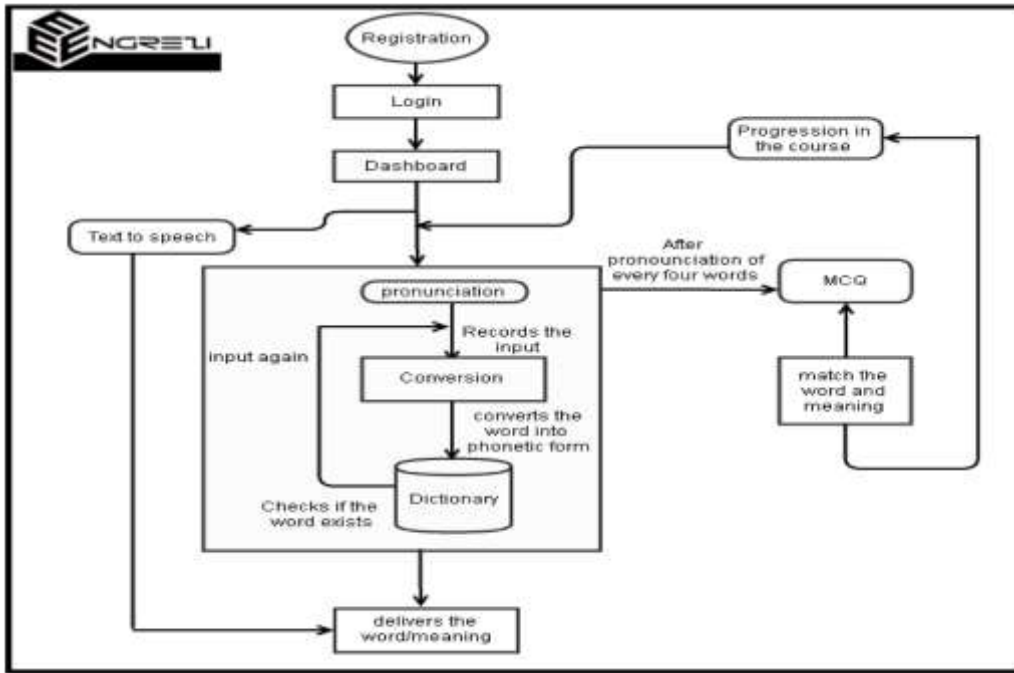 ENGREZI
Registration
Login
Dashboard
Progression in
the course
Text to speech
After
pronounciation of
every four words
MCQ
pronunciation
Records the
input
input again
Conversion
match the
word and
meaning
converts the
word into
phonetic form
Dictionary
Checks if the
word exists
delivers the
word/meaning